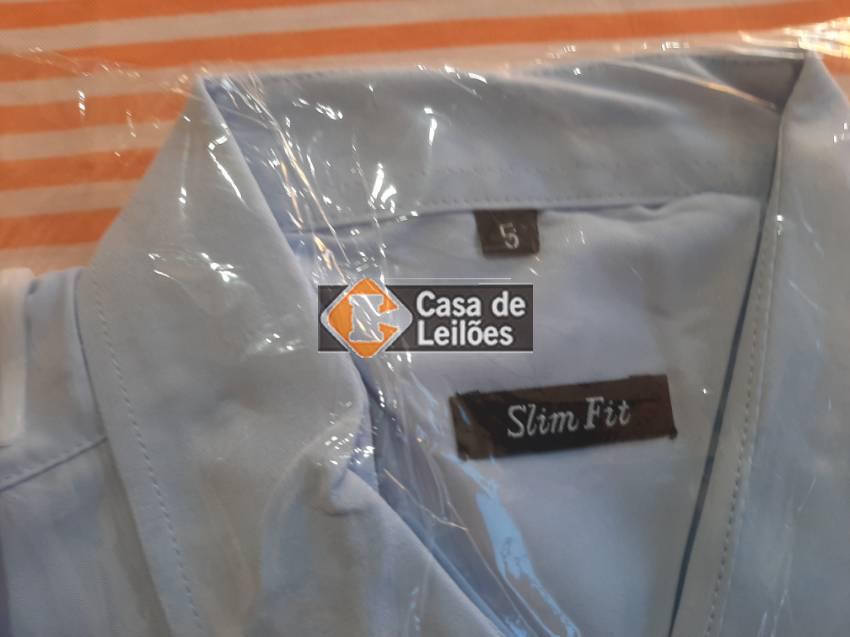 5
Casa de
Leilões
Slim Fit